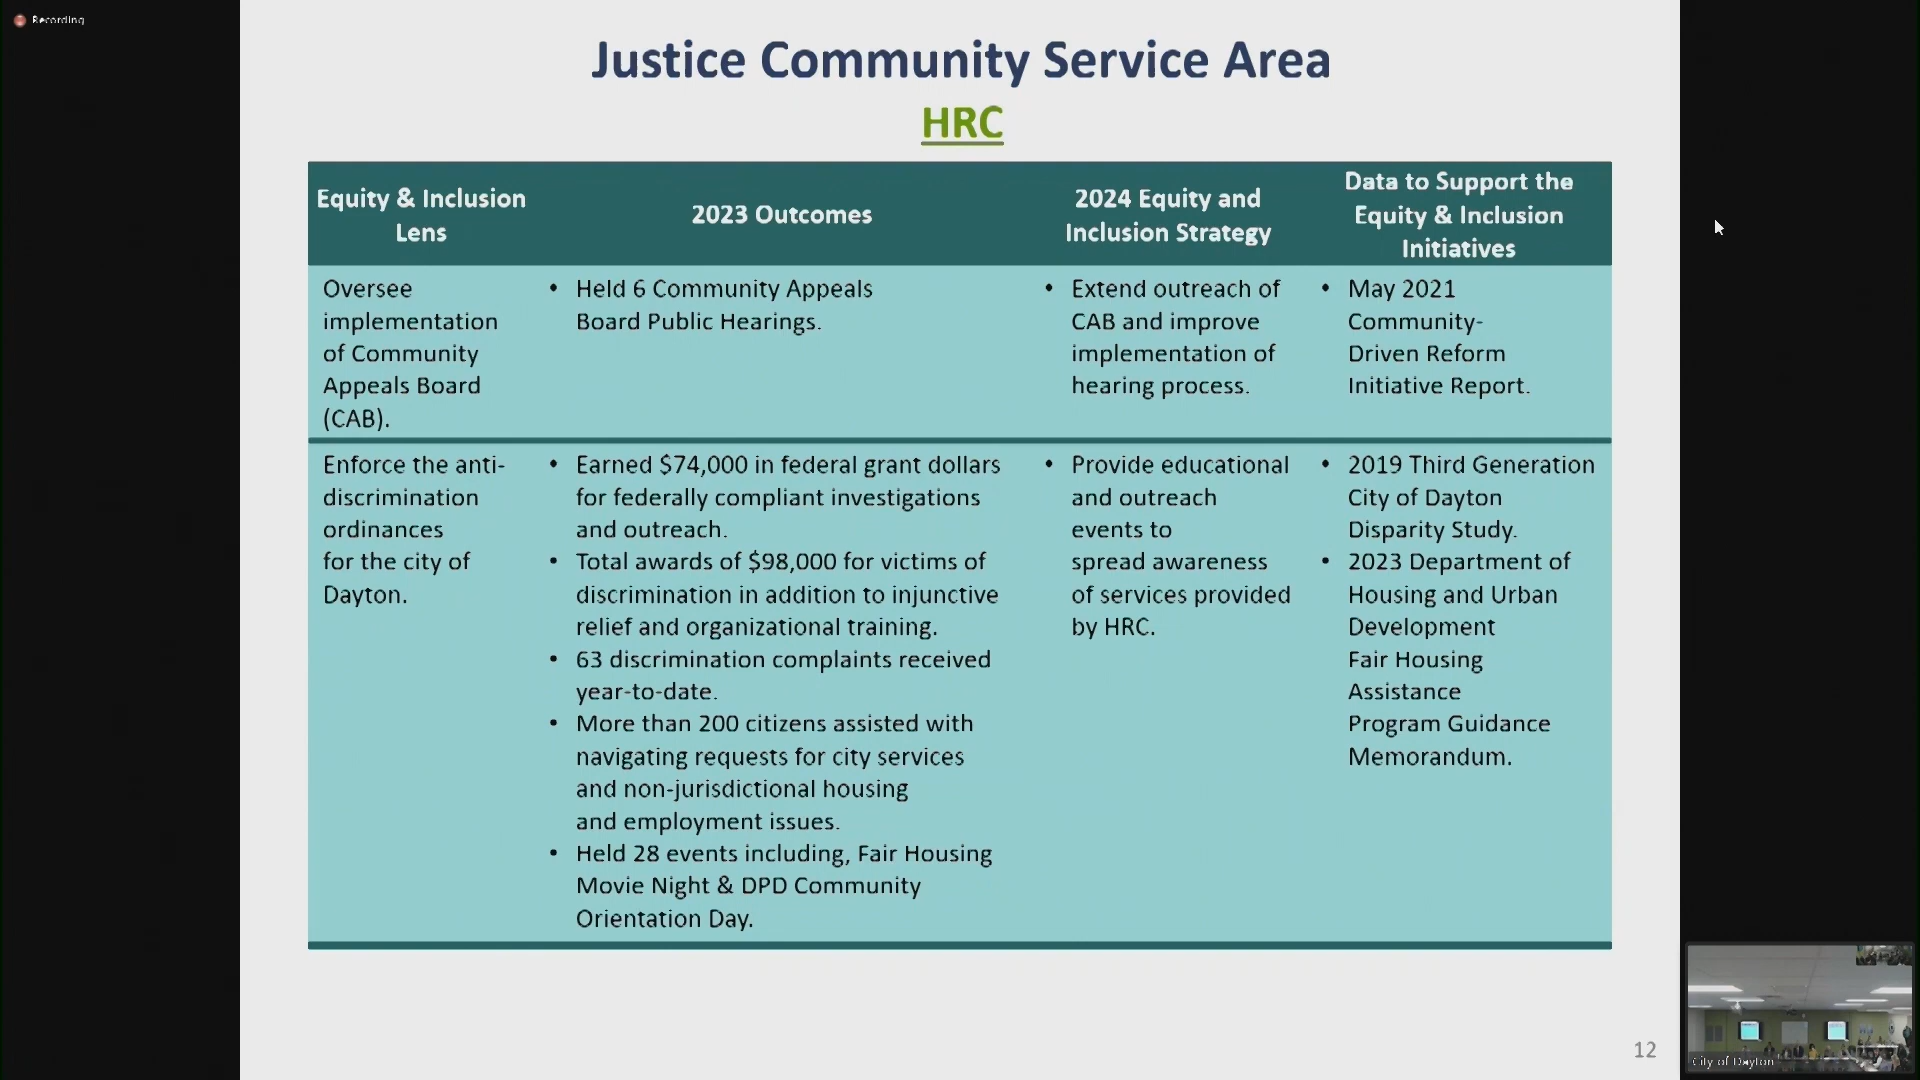 Recording
Justice Community Service Area
HRC
Equity & Inclusion
Lens
2023 Outcomes
2024 Equity and
Inclusion Strategy
Data to Support the
Equity & Inclusion
Initiatives
Oversee
implementation
of Community
Appeals Board
(CAB).
• Held 6 Community Appeals
Board Public Hearings.
• Extend outreach of
CAB and improve
implementation of
hearing process.
• May 2021
Community-
Driven Reform
Initiative Report.
Enforce the anti-
discrimination
ordinances
for the city of
Dayton.
• Earned $74,000 in federal grant dollars
for federally compliant investigations
and outreach.
• Total awards of $98,000 for victims of
discrimination in addition to injunctive
relief and organizational training.
• 63 discrimination complaints received
year-to-date.
• More than 200 citizens assisted with
navigating requests for city services
and non-jurisdictional housing
and employment issues.
• Held 28 events including, Fair Housing
Movie Night & DPD Community
Orientation Day.
• Provide educational
and outreach
events to
spread awareness
of services provided
by HRC.
• 2019 Third Generation
City of Dayton
Disparity Study.
• 2023 Department of
Housing and Urban
Development
Fair Housing
Assistance
Program Guidance
Memorandum.
12
City of Dayton